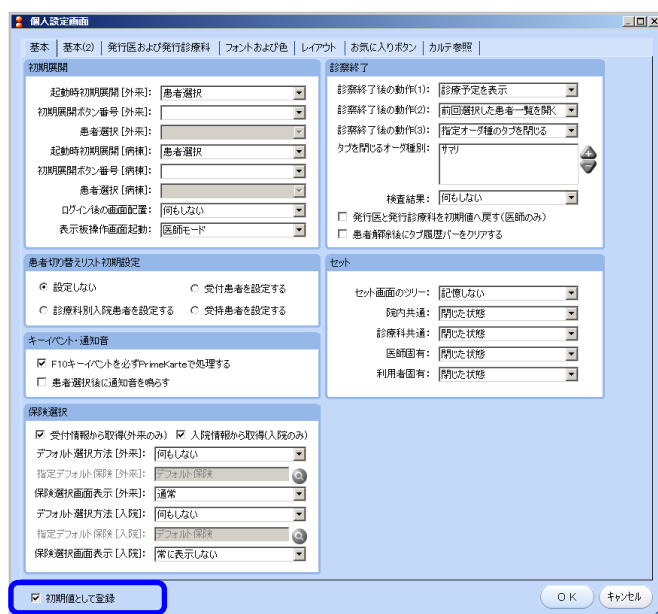 個人設定画面
基本 基本(2) 発行医および発行診療科 フォントおよび色 レイアウト お気に入りボタン カルテ参照
初期展開
起動時初期展開[外来]: 患者選択
初期展開ボタン番号[外来]:
患者選択[外来]:
起動時初期展開[病棟]: 患者選択
初期展開ボタン番号[病棟]:
患者選択[病棟]:
ログイン後の画面配置: 何もしない
表示板操作画面起動: 医師モード
患者切り替えリスト初期設定
設定しない 受付患者を設定する
診療科別入院患者を設定する 受持患者を設定する
キーイベント・通知音
F10キーイベントを必ずPrimeKarteで処理する
患者選択後に通知音を鳴らす
保険選択
受付情報から取得(外来のみ) 入院情報から取得(入院のみ)
デフォルト選択方法[外来]: 何もしない
指定デフォルト保険[外来]: デフォルト保険
保険選択画面表示[外来]: 通常
デフォルト選択方法[入院]: 何もしない
指定デフォルト保険[入院]: デフォルト保険
保険選択画面表示[入院]: 常に表示しない
診察終了
診察終了後の動作(1): 診療予定を表示
診察終了後の動作(2): 前回選択した患者一覧を開く
診察終了後の動作(3): 指定オーダ種のタブを閉じる
タブを閉じるオーダ種別: サマリ
検査結果: 何もしない
発行医と発行診療科を初期値へ戻す(医師のみ)
患者解除後にタブ履歴バーをクリアする
セット
セット画面のツリー: 記憶しない
院内共通: 閉じた状態
診療科共通: 閉じた状態
医師固有: 閉じた状態
利用者固有: 閉じた状態
初期値として登録
OK キャンセル